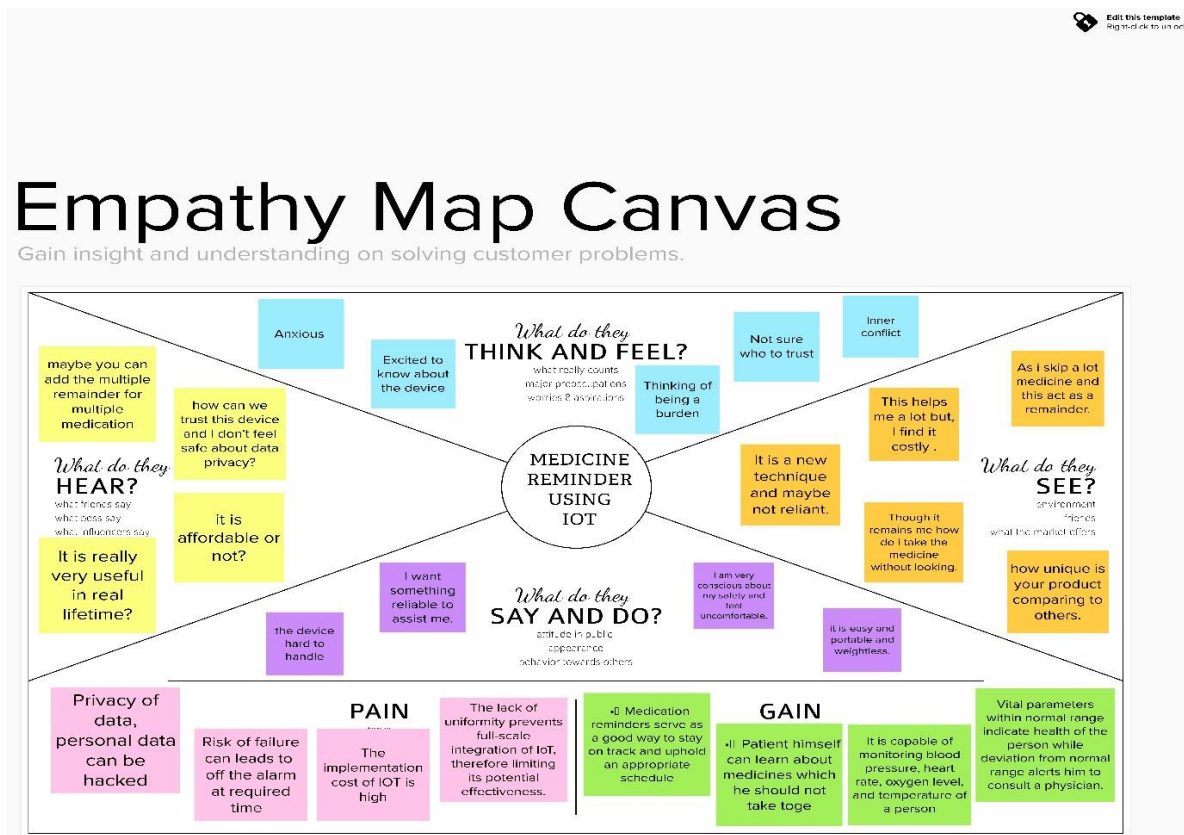 Edit this template
Right-click to unloc
Empathy Map Canvas
Gain insight and understanding on solving customer problems.
What do they
THINK AND FEEL?
what really counts
major preoccupations
worries & aspirations
Anxious
Excited to
know about
the device
Thinking of
being a
burden
Not sure
who to trust
Inner
conflict
maybe you can
add the multiple
remainder for
multiple
medication
how can we
trust this device
and I don't feel
safe about data
privacy?
What do they
HEAR?
what friends say
what boss say
what influencers say
it is
affordable or
not?
It is really
very useful
in real
lifetime?
MEDICINE
REMINDER
USING
IOT
As i skip a lot
medicine and
this act as a
remainder.
This helps
me a lot but,
I find it
costly .
It is a new
technique
and maybe
not reliant.
What do they
SEE?
environment
friends
what the market offers
Though it
remains me how
do I take the
medicine
without looking.
how unique is
your product
comparing to
others.
What do they
SAY AND DO?
attitude in public
appearance
behavior towards others
I want
something
reliable to
assist me.
the device
hard to
handle
I am very
conscious about
my safety and
feel
uncomfortable.
it is easy and
portable and
weightless.
PAIN
Privacy of
data,
personal data
can be
hacked
Risk of failure
can leads to
off the alarm
at required
time
The
implementation
cost of IOT is
high
The lack of
uniformity prevents
full-scale
integration of IoT,
therefore limiting
its potential
effectiveness.
GAIN
• Medication
reminders serve as
a good way to stay
on track and uphold
an appropriate
schedule
• Patient himself
can learn about
medicines which
he should not
take toge
It is capable of
monitoring blood
pressure, heart
rate, oxygen level,
and temperature of
a person
Vital parameters
within normal range
indicate health of the
person while
deviation from normal
range alerts him to
consult a physician.